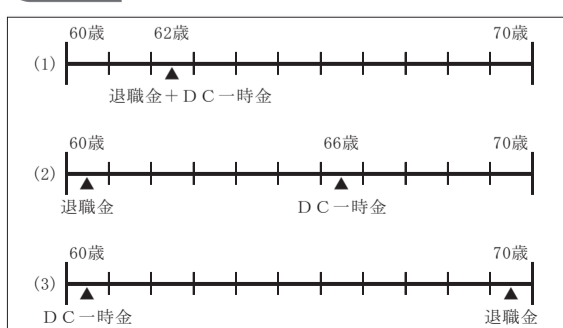 60歳 62歳 70歳
(1)
退職金+DC一時金
60歳 66歳 70歳
(2)
退職金 DC一時金
60歳 70歳
(3)
DC一時金 退職金